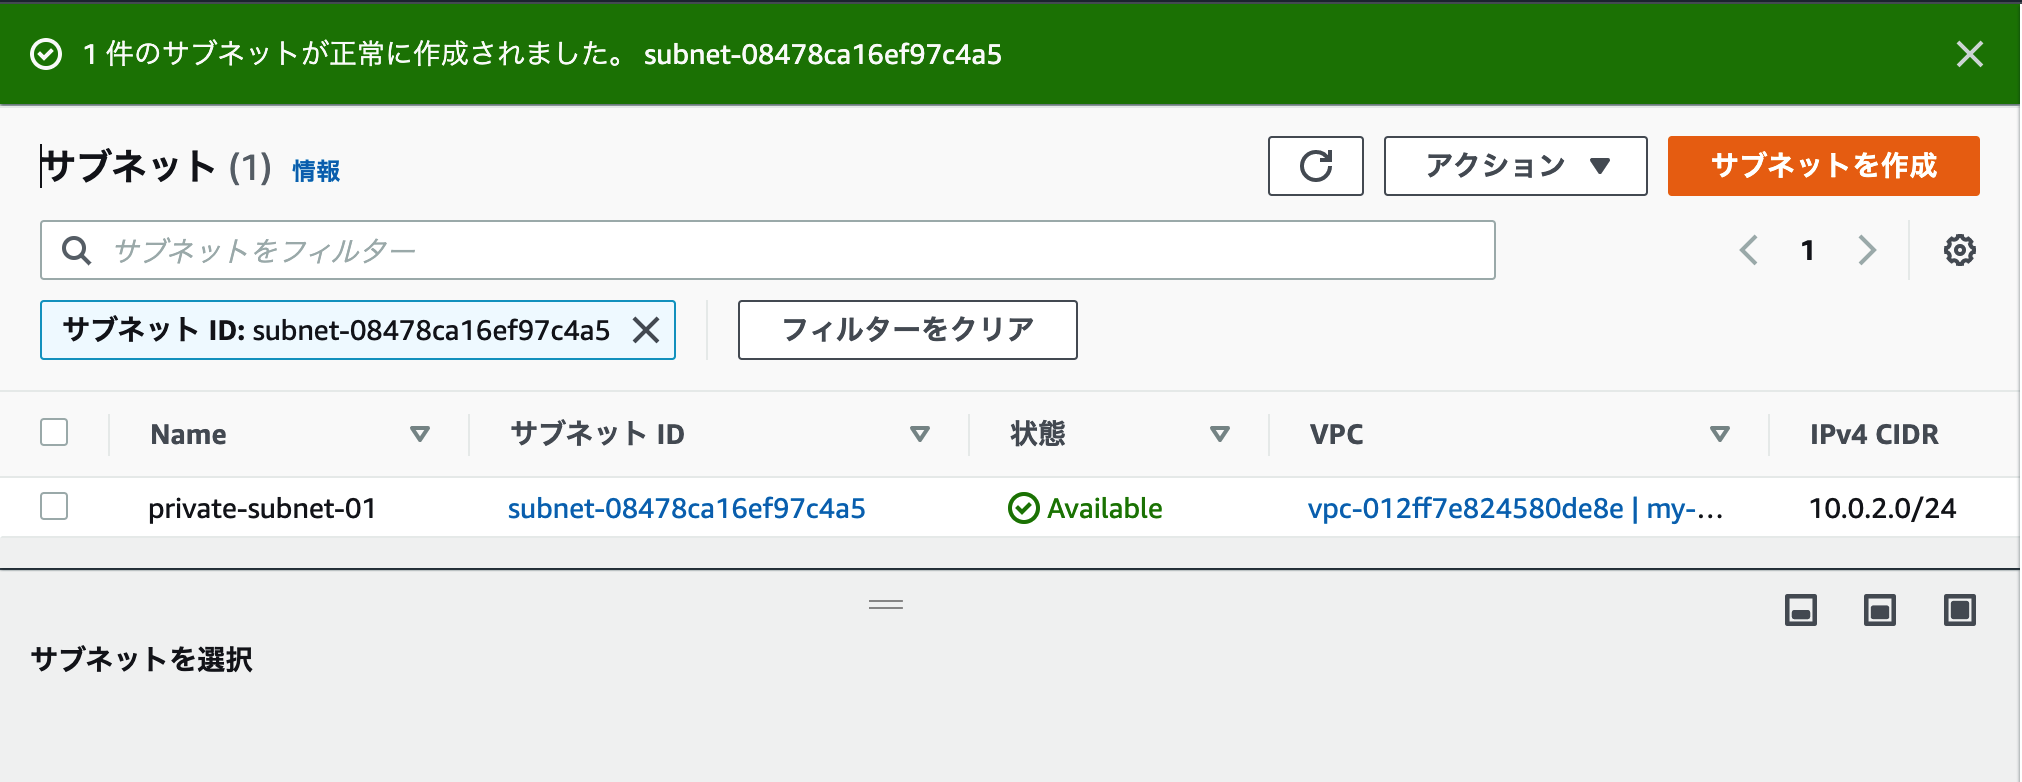 1 件のサブネットが正常に作成されました。 subnet-08478ca16ef97c4a5
サブネット (1) 情報
アクション
サブネットを作成
サブネットをフィルター
1
サブネット ID: subnet-08478ca16ef97c4a5
フィルターをクリア
Name サブネット ID 状態 VPC IPv4 CIDR
private-subnet-01 subnet-08478ca16ef97c4a5 Available vpc-012ff7e824580de8e | my-... 10.0.2.0/24
サブネットを選択